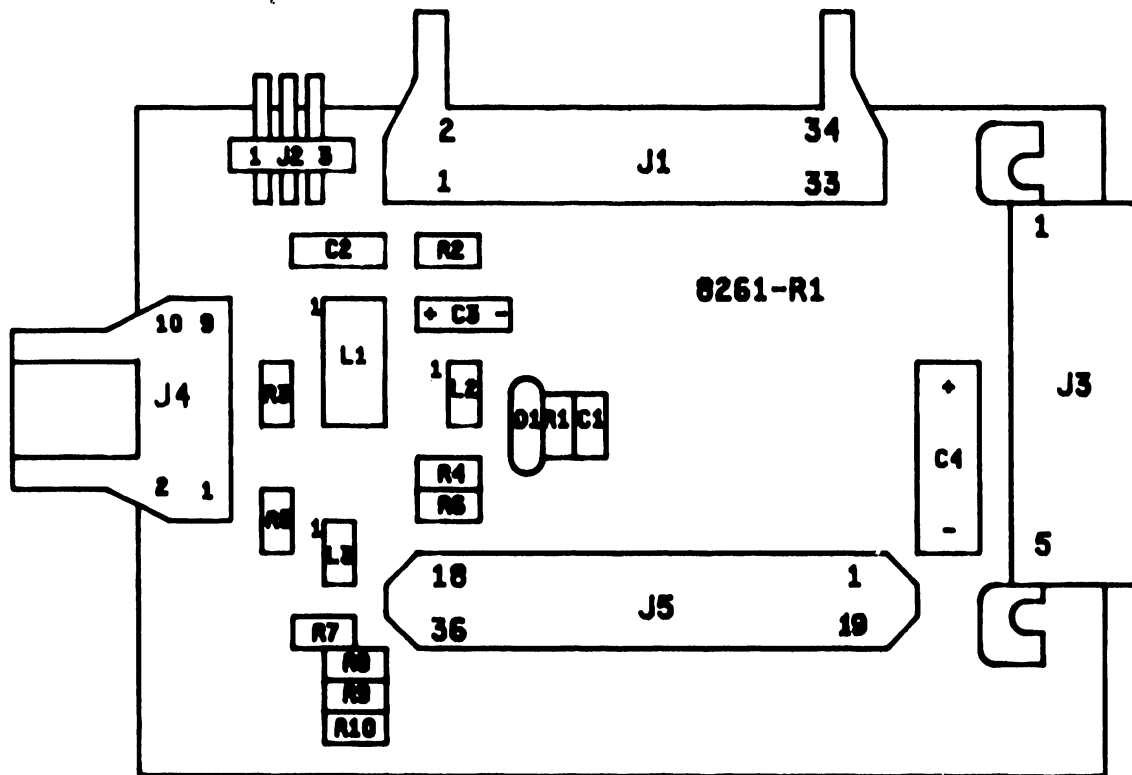 2 34
1 J2 3
J1
1 33
1
C2 R2
8261-R1
1
+ C3 -
10 9
L1
1
+
J3
R3 L2
J4
D1 R1 C1
C4
R4
2 1
R6
R5
1
-
5
L3
18 1
J5
36 19
R7
R8
R9
R10